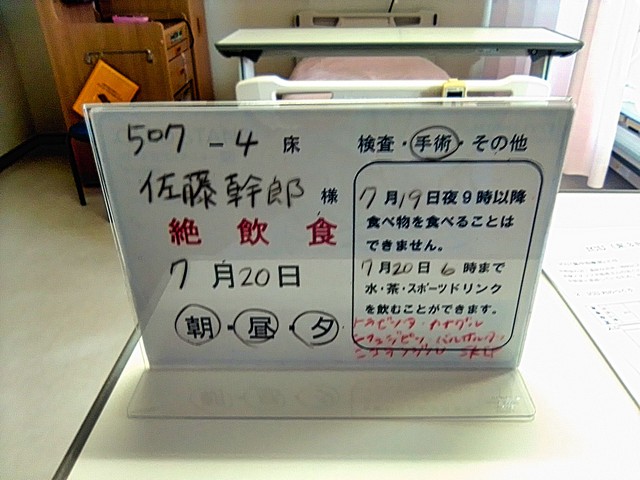 507 - 4 床
検査・手術・その他
佐藤幹郎 様
絶飲食
7月20日
朝・昼・夕
7月19日夜9時以降
食べ物を食べることは
できません。
7月20日 6 時まで
水・茶・スポーツドリンク
を飲むことができます。